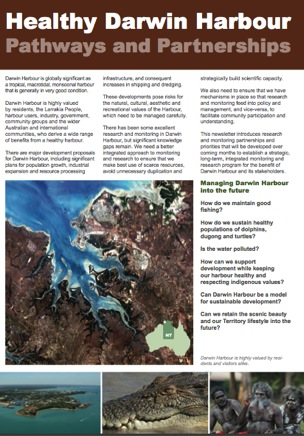 Healthy Darwin Harbour
Pathways and Partnerships
Darwin Harbour is globally significant as
a tropical, macrotidal, monsoonal harbour
that is generally in very good condition.
Darwin Harbour is highly valued
by residents, the Larrakia People,
harbour users, industry, government,
community groups and the wider
Australian and international
communities, who derive a wide range
of benefits from a healthy harbour.
There are major development proposals
for Darwin Harbour, including significant
plans for population growth, industrial
expansion and resource processing
infrastructure, and consequent
increases in shipping and dredging.
These developments pose risks for
the natural, cultural, aesthetic and
recreational values of the Harbour,
which need to be managed carefully.
There has been some excellent
research and monitoring in Darwin
Harbour, but significant knowledge
gaps remain. We need a better
integrated approach to monitoring
and research to ensure that we
make best use of scarce resources,
avoid unnecessary duplication and
strategically build scientific capacity.
We also need to ensure that we have
mechanisms in place so that research
and monitoring feed into policy and
management, and vice-versa, to
facilitate community participation and
understanding.
This newsletter introduces research
and monitoring partnerships and
priorities that will be developed over
coming months to establish a strategic,
long-term, integrated monitoring and
research program for the benefit of
Darwin Harbour and its stakeholders.
Managing Darwin Harbour
into the future
How do we maintain good
fishing?
How do we sustain healthy
populations of dolphins,
dugong and turtles?
Is the water polluted?
How can we support
development while keeping
our harbour healthy and
respecting indigenous values?
Can Darwin Harbour be a model
for sustainable development?
Can we retain the scenic beauty
and our Territory lifestyle into the
future?
NT
Darwin Harbour is highly valued by resi-
dents and visitors alike.